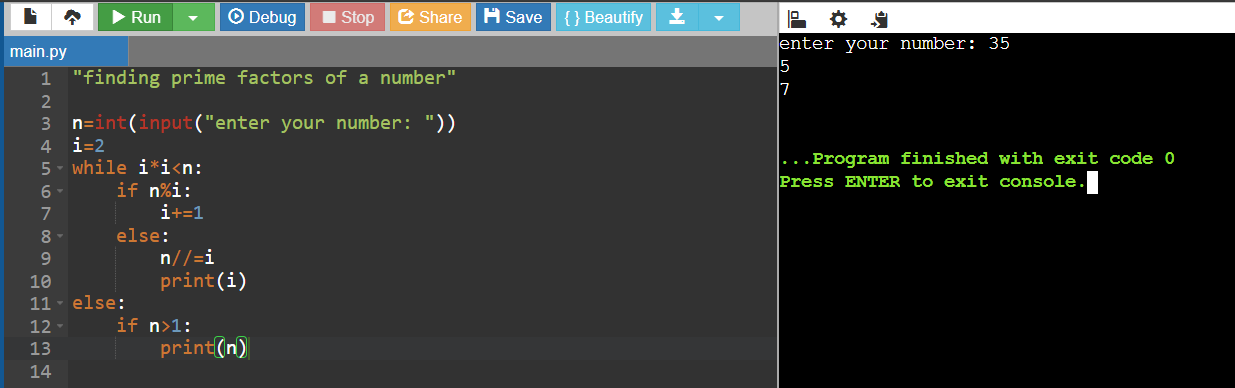 Run Debug Stop Share Save { } Beautify
main.py
1 "finding prime factors of a number"
2
3 n=int(input("enter your number: "))
4 i=2
5 while i*i<n:
6 if n%i:
7 i+=1
8 else:
9 n//=i
10 print(i)
11 else:
12 if n>1:
13 print(n)
14
enter your number: 35
5
7
...Program finished with exit code 0
Press ENTER to exit console.